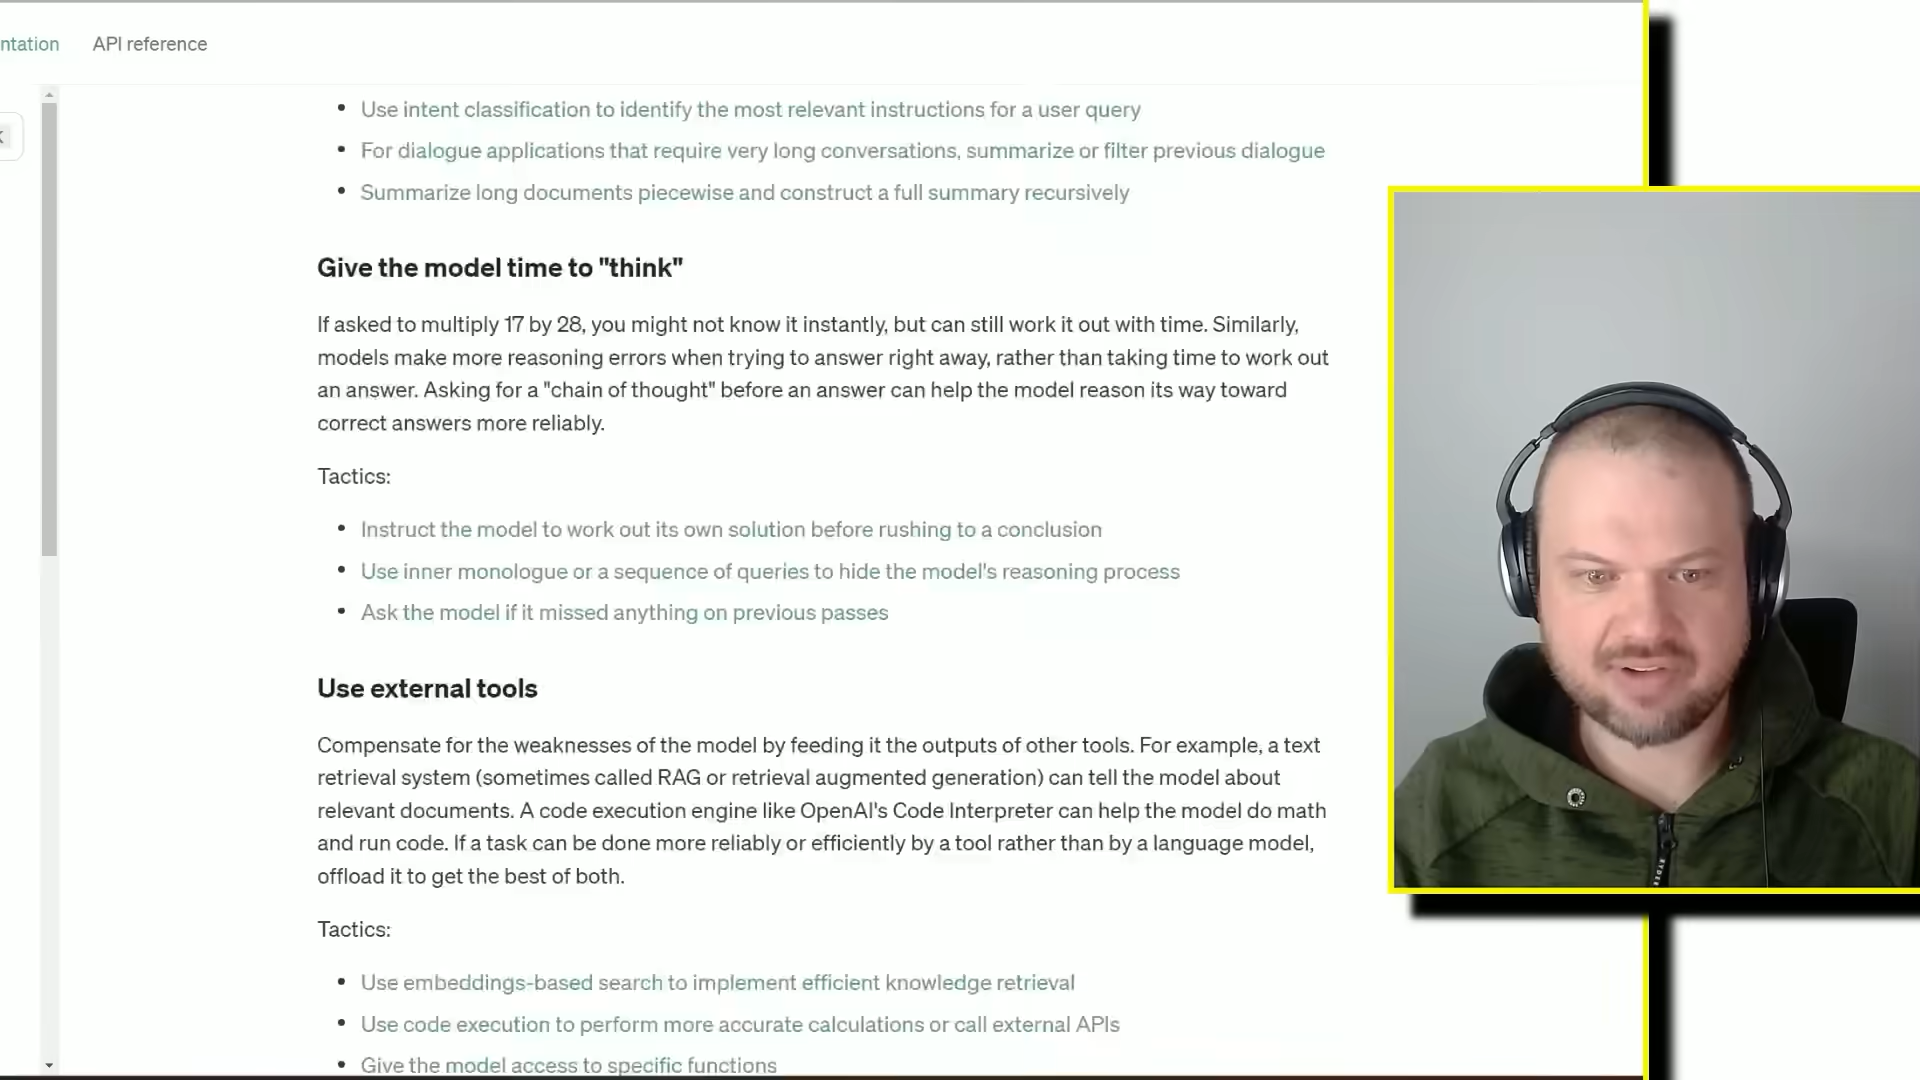 ntation API reference
K
Use intent classification to identify the most relevant instructions for a user query
For dialogue applications that require very long conversations, summarize or filter previous dialogue
Summarize long documents piecewise and construct a full summary recursively
Give the model time to "think"
If asked to multiply 17 by 28, you might not know it instantly, but can still work it out with time. Similarly,
models make more reasoning errors when trying to answer right away, rather than taking time to work out
an answer. Asking for a "chain of thought" before an answer can help the model reason its way toward
correct answers more reliably.
Tactics:
Instruct the model to work out its own solution before rushing to a conclusion
Use inner monologue or a sequence of queries to hide the model's reasoning process
Ask the model if it missed anything on previous passes
Use external tools
Compensate for the weaknesses of the model by feeding it the outputs of other tools. For example, a text
retrieval system (sometimes called RAG or retrieval augmented generation) can tell the model about
relevant documents. A code execution engine like OpenAI's Code Interpreter can help the model do math
and run code. If a task can be done more reliably or efficiently by a tool rather than by a language model,
offload it to get the best of both.
Tactics:
Use embeddings-based search to implement efficient knowledge retrieval
Use code execution to perform more accurate calculations or call external APIs
Give the model access to specific functions